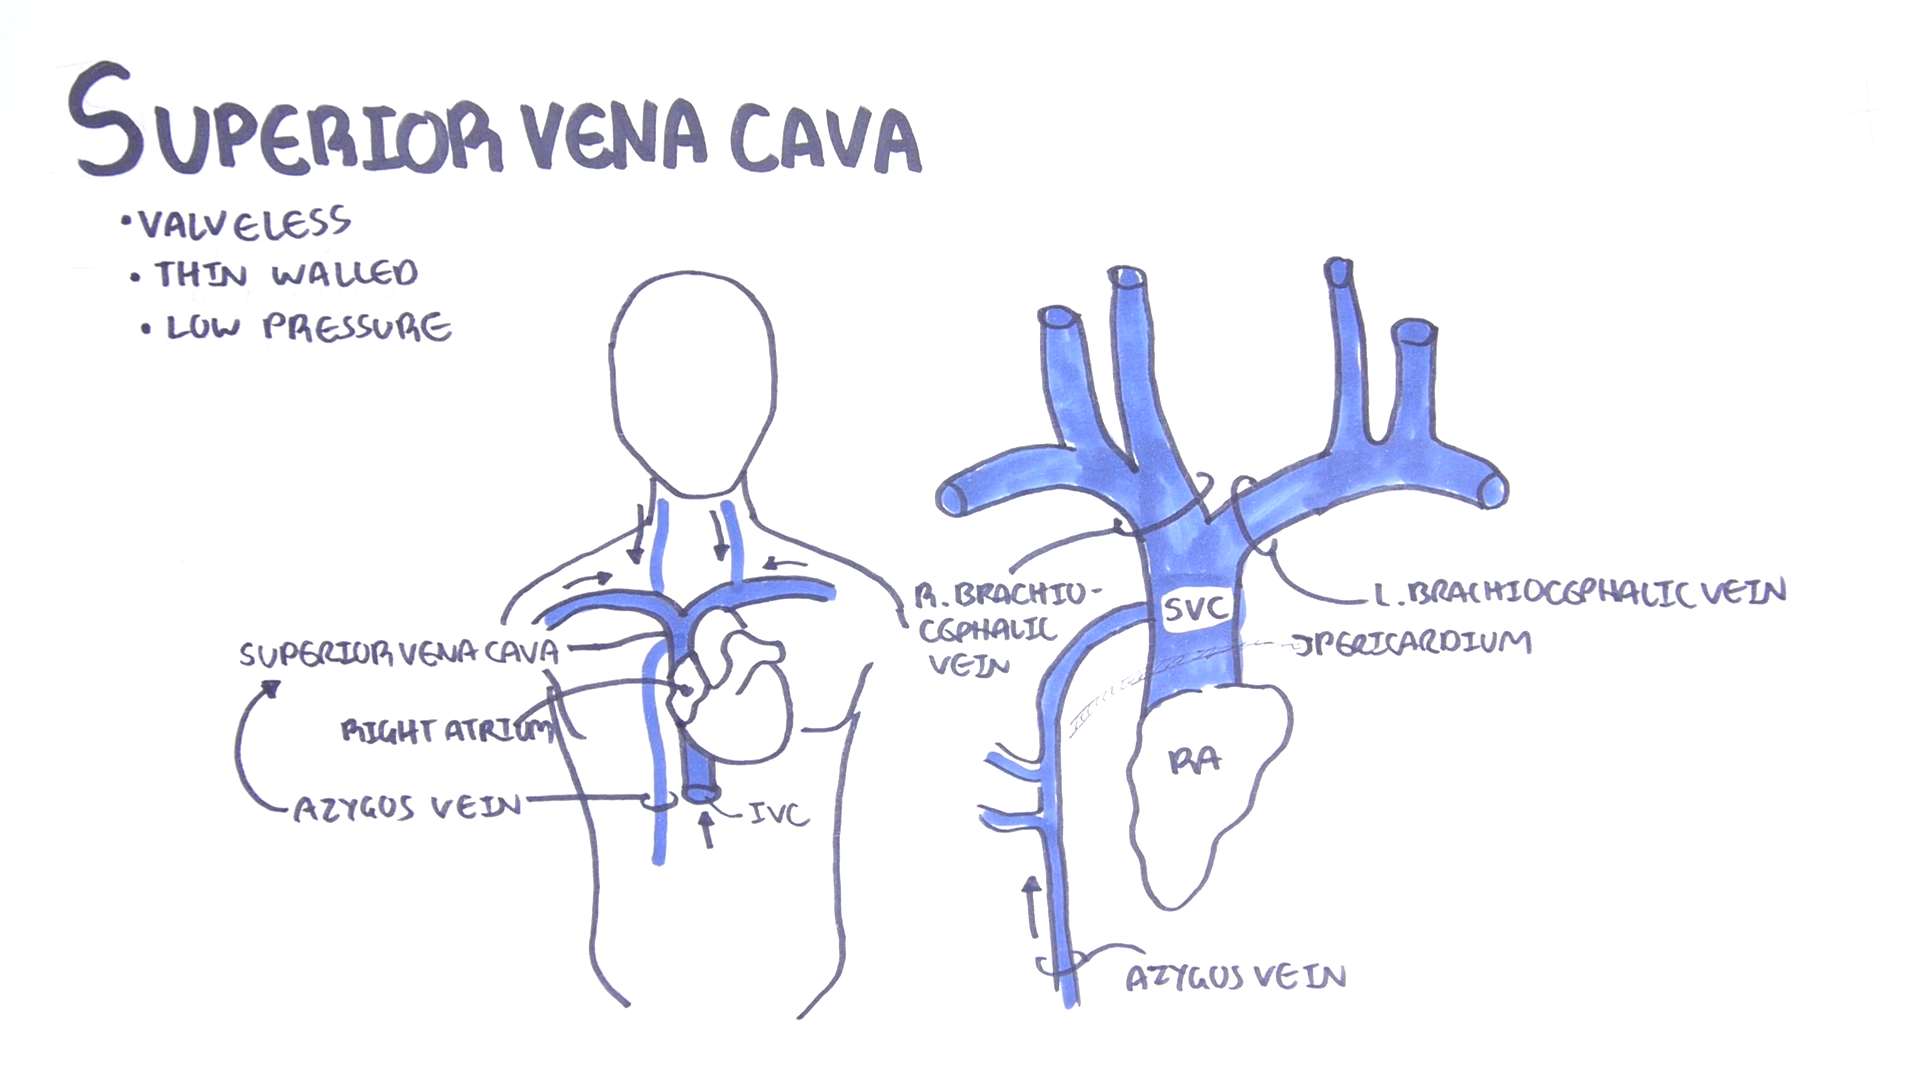 SUPERIOR VENA CAVA
• VALVELESS
• THIN WALLED
• LOW PRESSURE
SUPERIOR VENA CAVA
RIGHT ATRIUM
AZYGOS VEIN
IVC
R. BRACHIO-
CEPHALIC
VEIN
SVC
L. BRACHIOCEPHALIC VEIN
PERICARDIUM
RA
AZYGOS VEIN